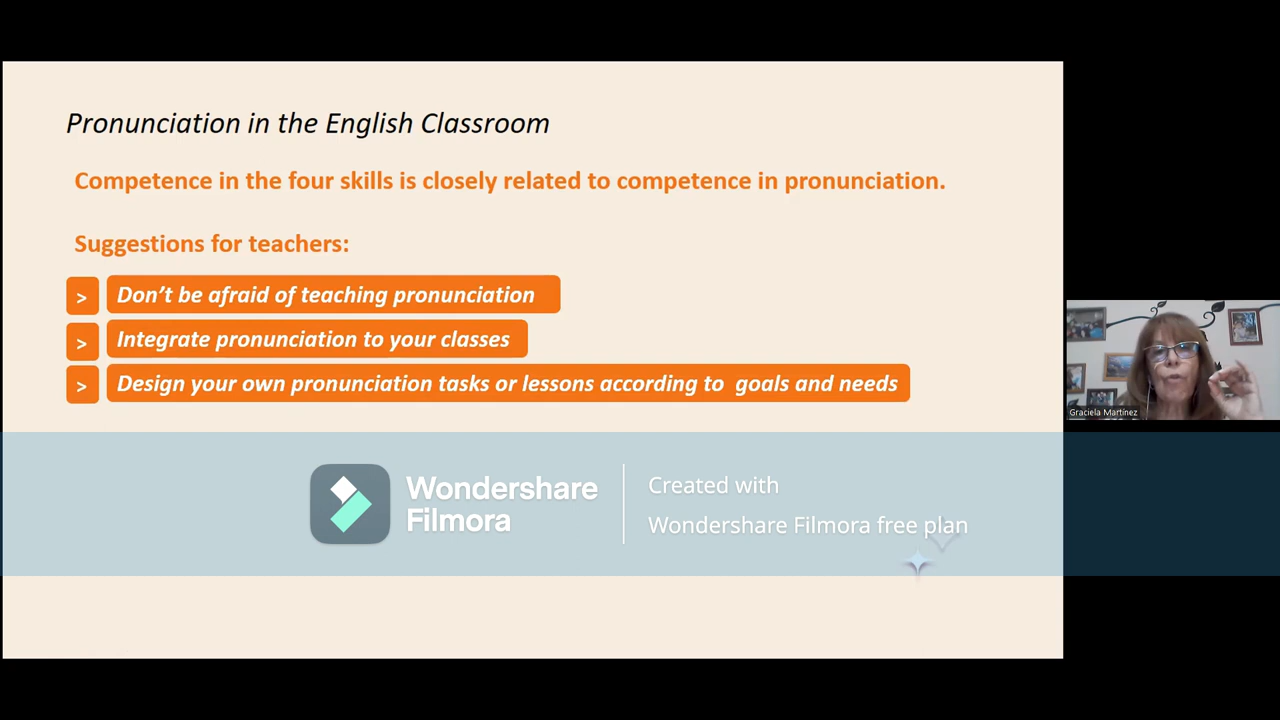 Pronunciation in the English Classroom
Competence in the four skills is closely related to competence in pronunciation.
Suggestions for teachers:
> Don't be afraid of teaching pronunciation
> Integrate pronunciation to your classes
> Design your own pronunciation tasks or lessons according to goals and needs
Graciela Martínez
Wondershare
Filmora
Created with
Wondershare Filmora free plan